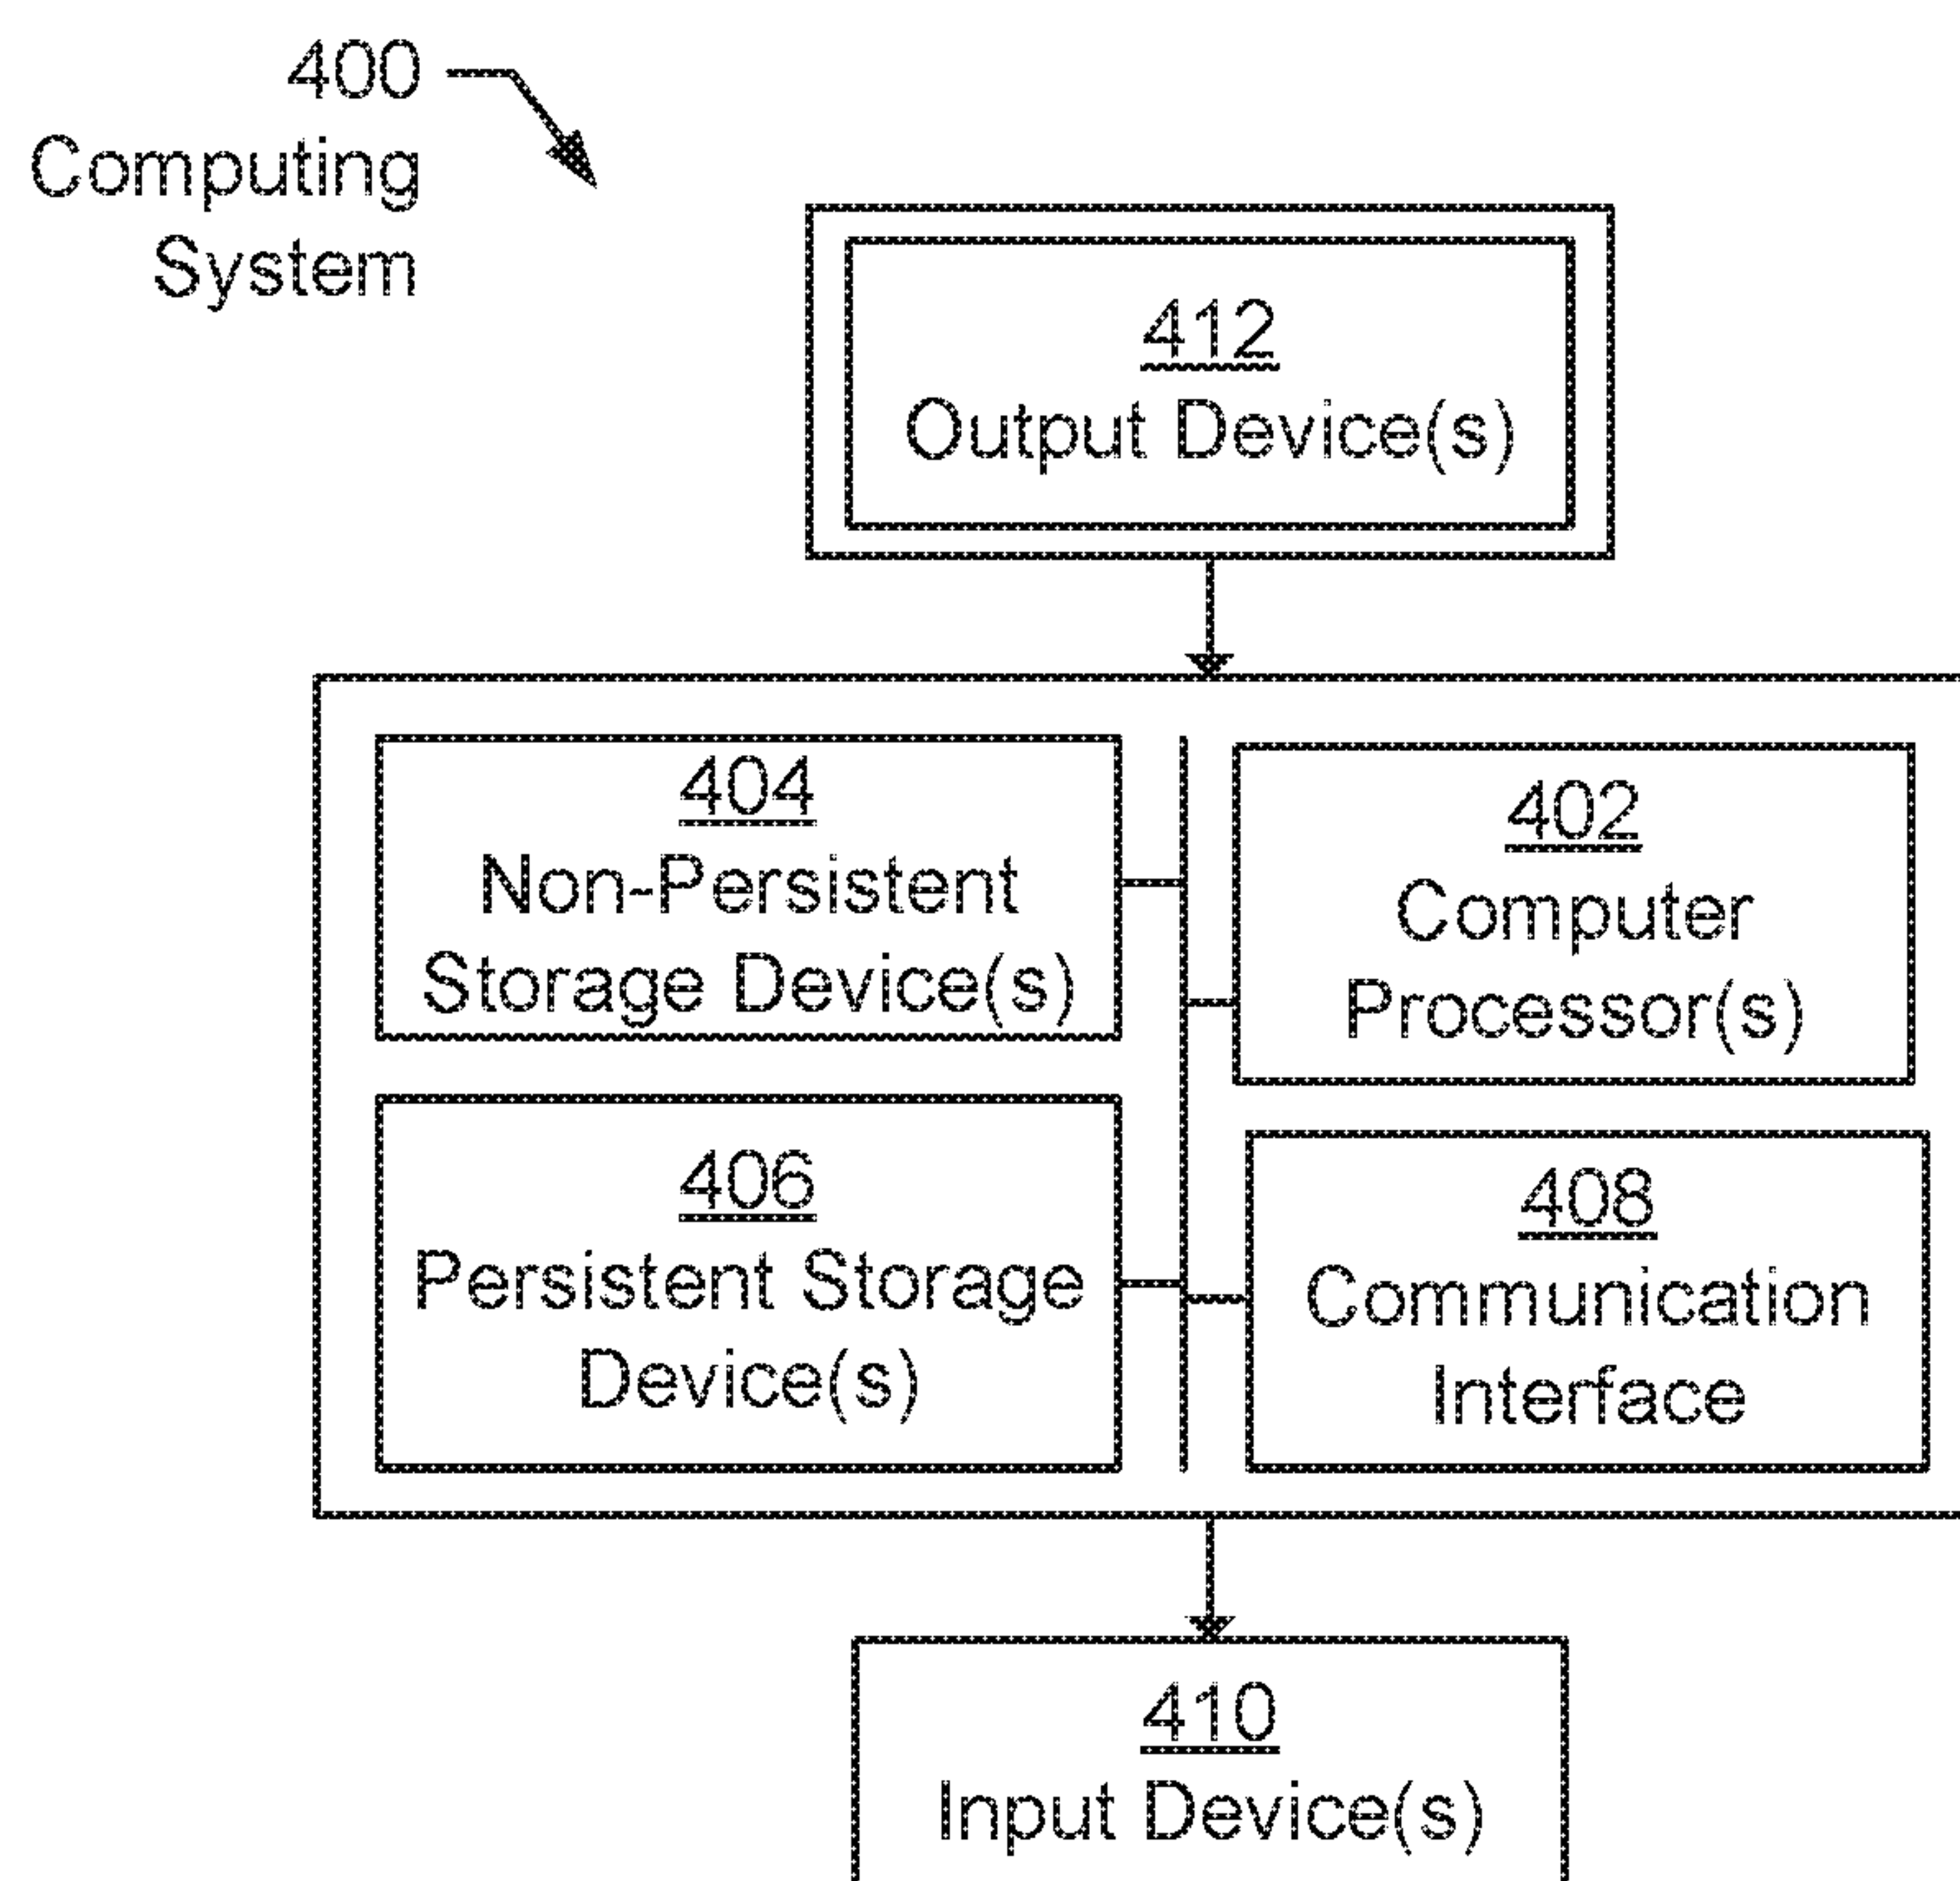 400
Computing
System
412
Output Device(s)
404
Non-Persistent
Storage Device(s)
402
Computer
Processor(s)
406
Persistent Storage
Device(s)
408
Communication
Interface
410
Input Device(s)